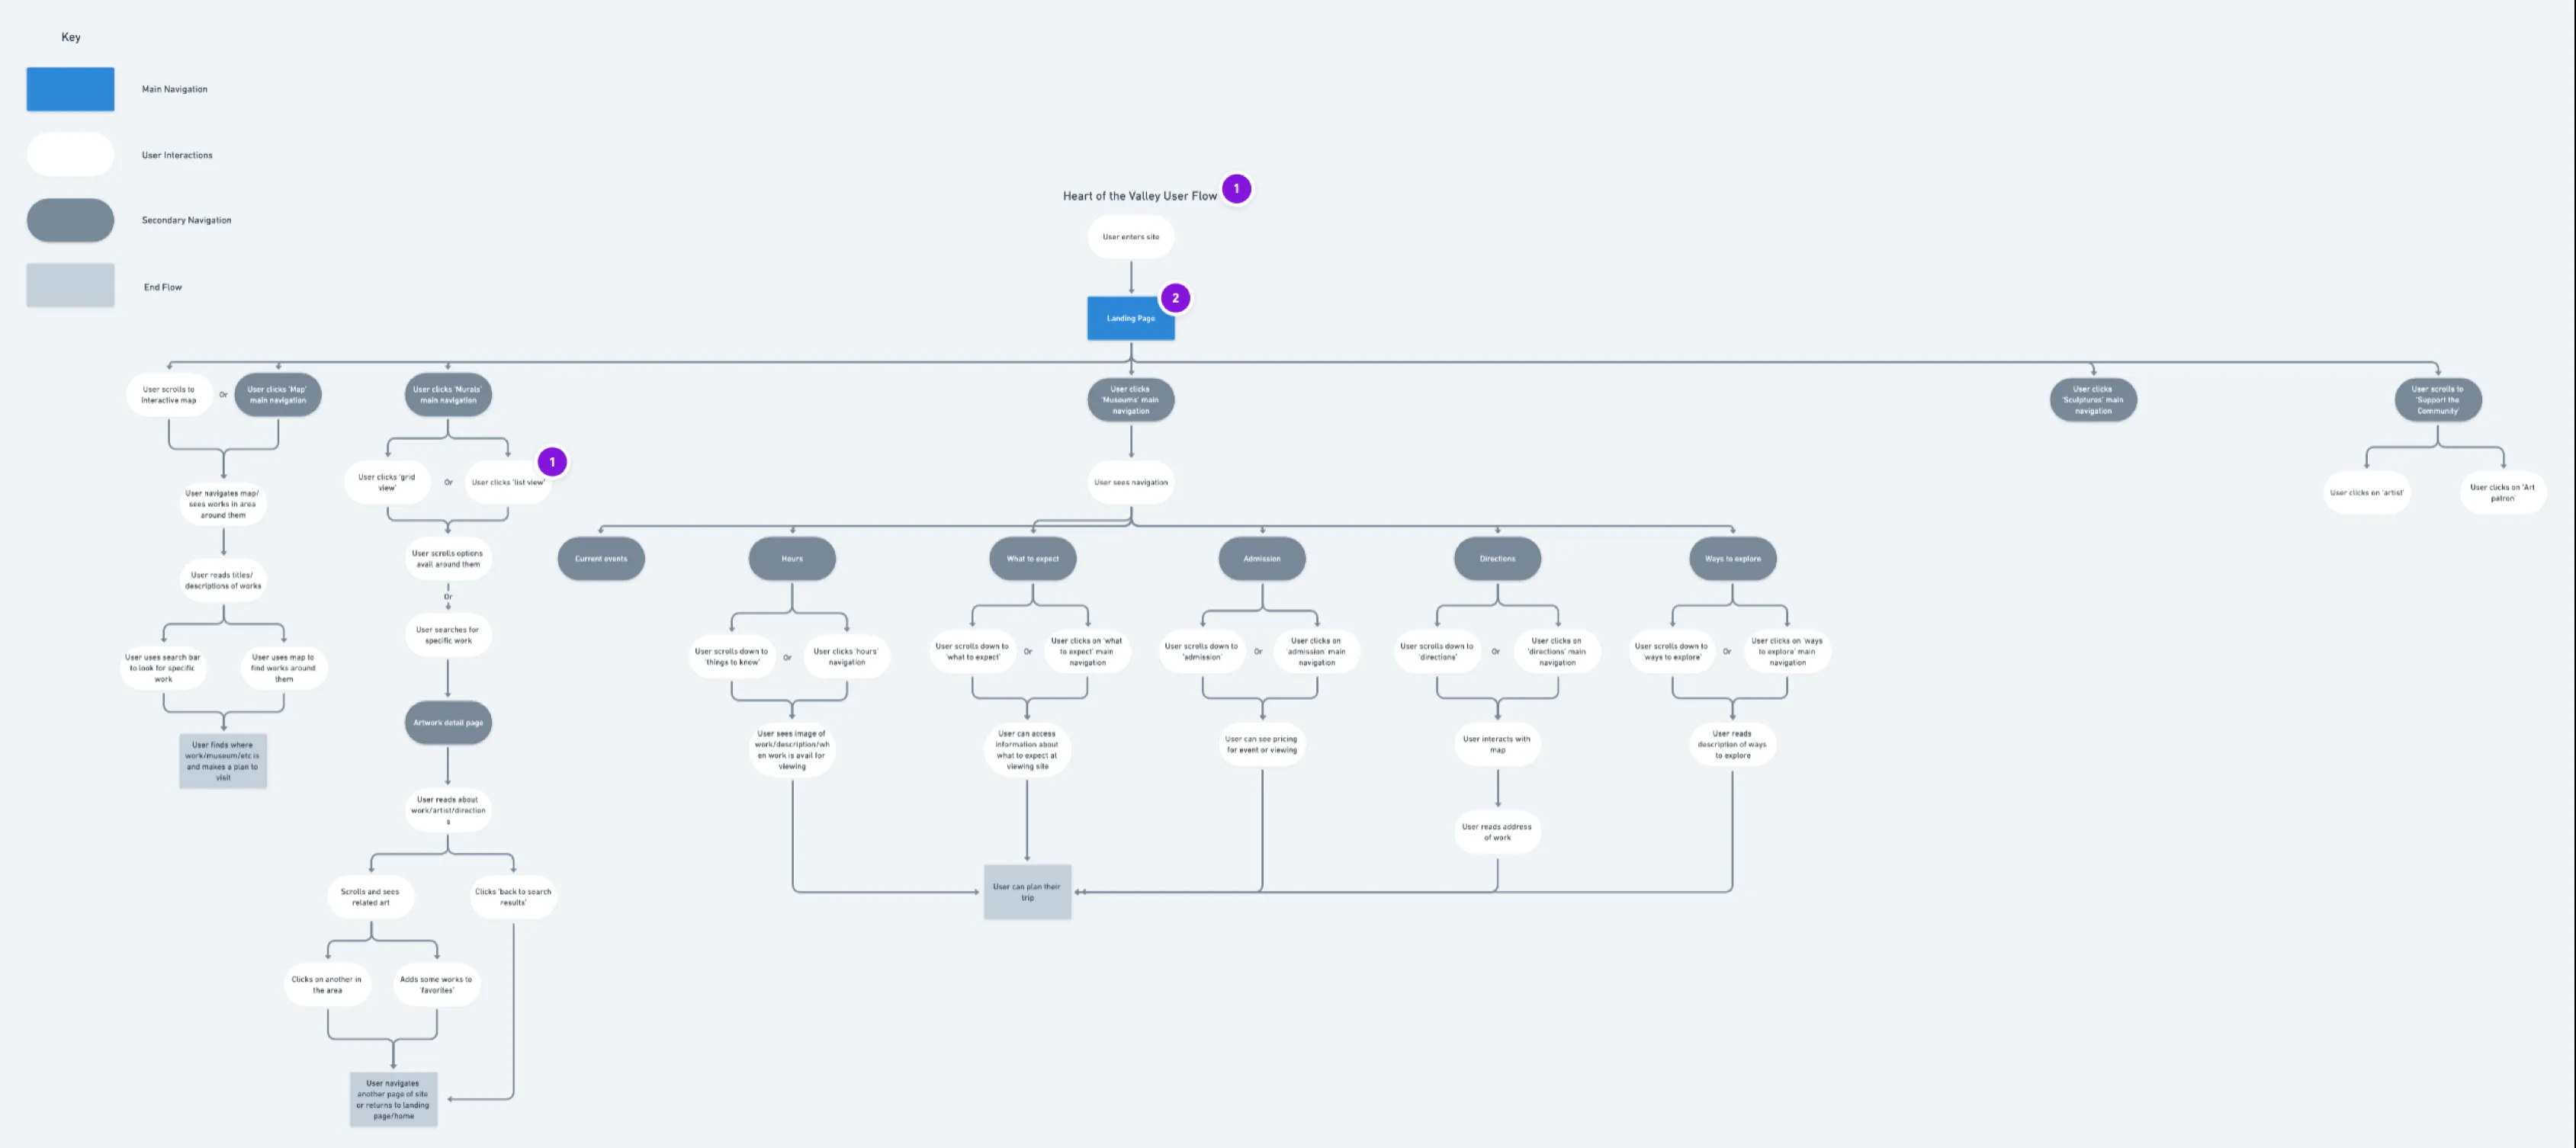 Key
Main Navigation
User Interactions
Secondary Navigation
End Flow
Heart of the Valley User Flow
1
User enters site
2
Landing Page
User scrolls to
interactive map
Or
User clicks 'Map'
main navigation
User clicks 'Murals'
main navigation
User clicks
'Museums' main
navigation
User clicks
'Sculptures' main
navigation
User scrolls to
'Support the
Community'
User navigates map/
sees works in area
around them
User reads titles/
descriptions of works
User uses search bar
to look for specific
work
User uses map to
find works around
them
User finds where
work/museum/etc is
and makes a plan to
visit
User clicks 'grid
view'
Or
User clicks 'list view'
1
User scrolls options
avail around them
Or
User searches for
specific work
Artwork detail page
User reads about
work/artist/direction
s
Scrolls and sees
related art
Clicks 'back to search
results'
Clicks on another in
the area
Adds some works to
'favorites'
User navigates
another page of site
or returns to landing
page/home
User sees navigation
Current events
Hours
What to expect
Admission
Directions
Ways to explore
User scrolls down to
'things to know'
Or
User clicks 'hours'
navigation
User scrolls down to
'what to expect'
Or
User clicks on 'what
to expect' main
navigation
User scrolls down to
'admission'
Or
User clicks on
'admission' main
navigation
User scrolls down to
'directions'
Or
User clicks on
'directions' main
navigation
User scrolls down to
'ways to explore'
Or
User clicks on 'ways
to explore' main
navigation
User sees image of
work/description/wh
en work is avail for
viewing
User can access
information about
what to expect at
viewing site
User can see pricing
for event or viewing
User interacts with
map
User reads
description of ways
to explore
User reads address
of work
User can plan their
trip
User clicks on 'artist'
User clicks on 'Art
patron'